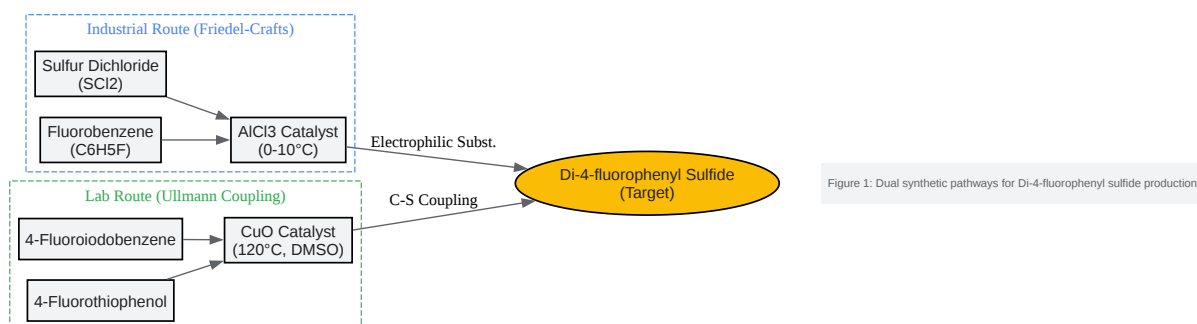 Industrial Route (Friedel-Crafts)
Sulfur Dichloride
(SCl2)
Fluorobenzene
(C6H5F)
AlCl3 Catalyst
(0-10°C)
Electrophilic Subst.
Lab Route (Ullmann Coupling)
4-Fluoroiodobenzene
4-Fluorothiophenol
CuO Catalyst
(120°C, DMSO)
C-S Coupling
Di-4-fluorophenyl Sulfide
(Target)
Figure 1: Dual synthetic pathways for Di-4-fluorophenyl sulfide production